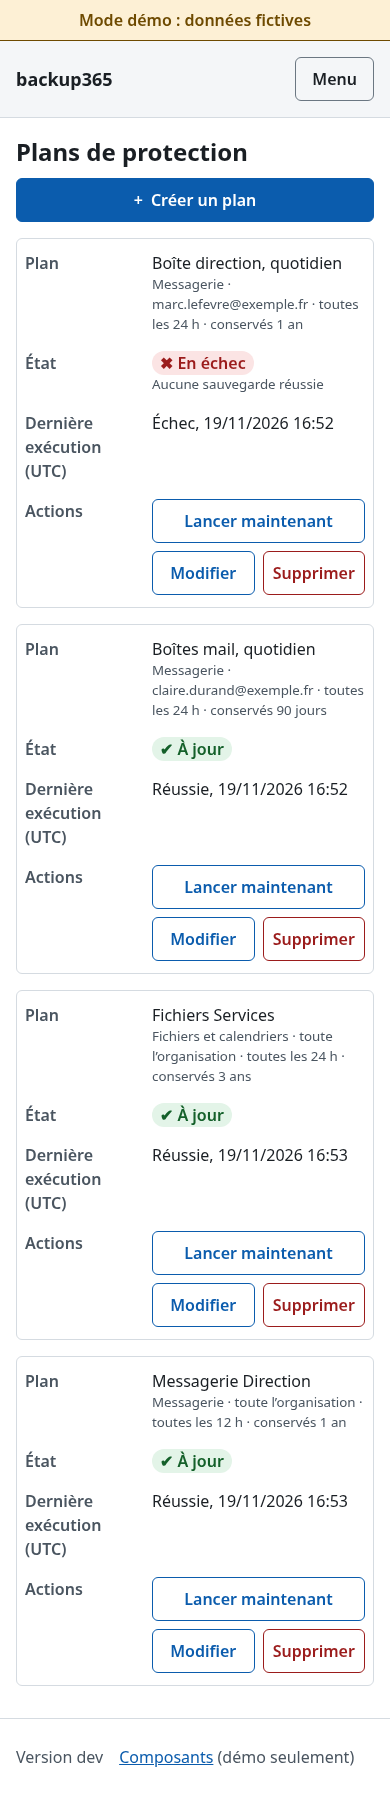 Mode démo : données fictives
backup365
Menu
Plans de protection
+ Créer un plan
Plan
Boîte direction, quotidien
Messagerie ·
marc.lefevre@exemple.fr · toutes
les 24 h · conservés 1 an
État
✖ En échec
Aucune sauvegarde réussie
Dernière
exécution
(UTC)
Échec, 19/11/2026 16:52
Actions
Lancer maintenant
Modifier
Supprimer
Plan
Boîtes mail, quotidien
Messagerie ·
claire.durand@exemple.fr · toutes
les 24 h · conservés 90 jours
État
✔ À jour
Dernière
exécution
(UTC)
Réussie, 19/11/2026 16:52
Actions
Lancer maintenant
Modifier
Supprimer
Plan
Fichiers Services
Fichiers et calendriers · toute
l’organisation · toutes les 24 h ·
conservés 3 ans
État
✔ À jour
Dernière
exécution
(UTC)
Réussie, 19/11/2026 16:53
Actions
Lancer maintenant
Modifier
Supprimer
Plan
Messagerie Direction
Messagerie · toute l’organisation ·
toutes les 12 h · conservés 1 an
État
✔ À jour
Dernière
exécution
(UTC)
Réussie, 19/11/2026 16:53
Actions
Lancer maintenant
Modifier
Supprimer
Version dev Composants (démo seulement)